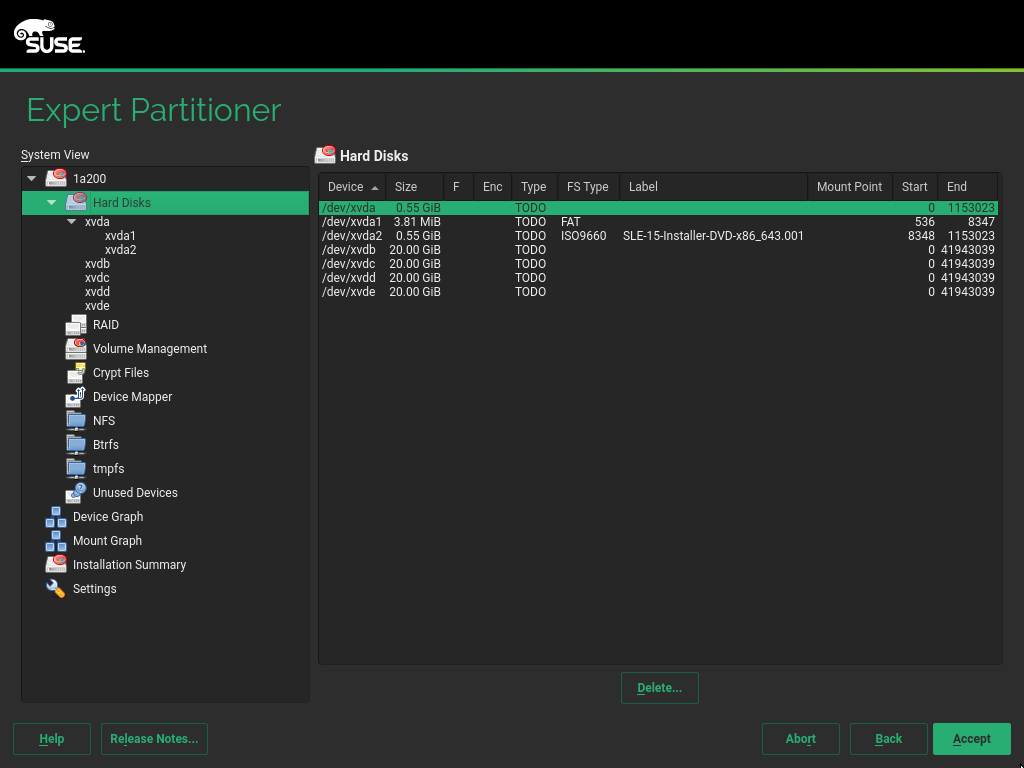 SUSE.
Expert Partitioner
System View
1a200
Hard Disks
xvda
xvda1
xvda2
xvdb
xvdc
xvdd
xvde
RAID
Volume Management
Crypt Files
Device Mapper
NFS
Btrfs
tmpfs
Unused Devices
Device Graph
Mount Graph
Installation Summary
Settings
Hard Disks
Device Size F Enc Type FS Type Label Mount Point Start End
/dev/xvda 0.55 GiB TODO 0 1153023
/dev/xvda1 3.81 MiB TODO FAT 536 8347
/dev/xvda2 0.55 GiB TODO ISO9660 SLE-15-Installer-DVD-x86_643.001 8348 1153023
/dev/xvdb 20.00 GiB TODO 0 41943039
/dev/xvdc 20.00 GiB TODO 0 41943039
/dev/xvdd 20.00 GiB TODO 0 41943039
/dev/xvde 20.00 GiB TODO 0 41943039
Delete...
Help Release Notes... Abort Back Accept